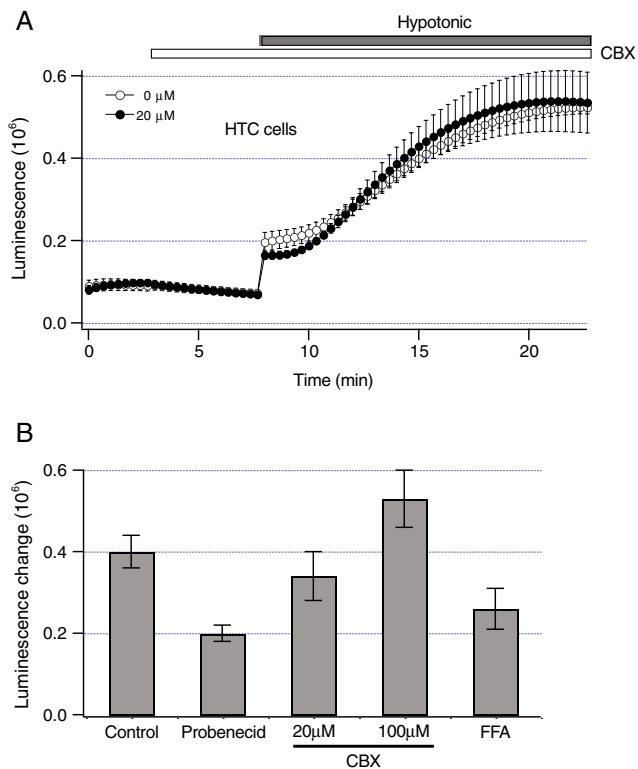 A
Hypotonic
CBX
0.6
0 μM
20 μM
HTC cells
0.4
0.2
0.0
Luminescence (10⁶)
0 5 10 15 20
Time (min)
B
0.6
0.4
0.2
0.0
Luminescence change (10⁶)
Control Probenecid 20μM 100μM FFA
CBX